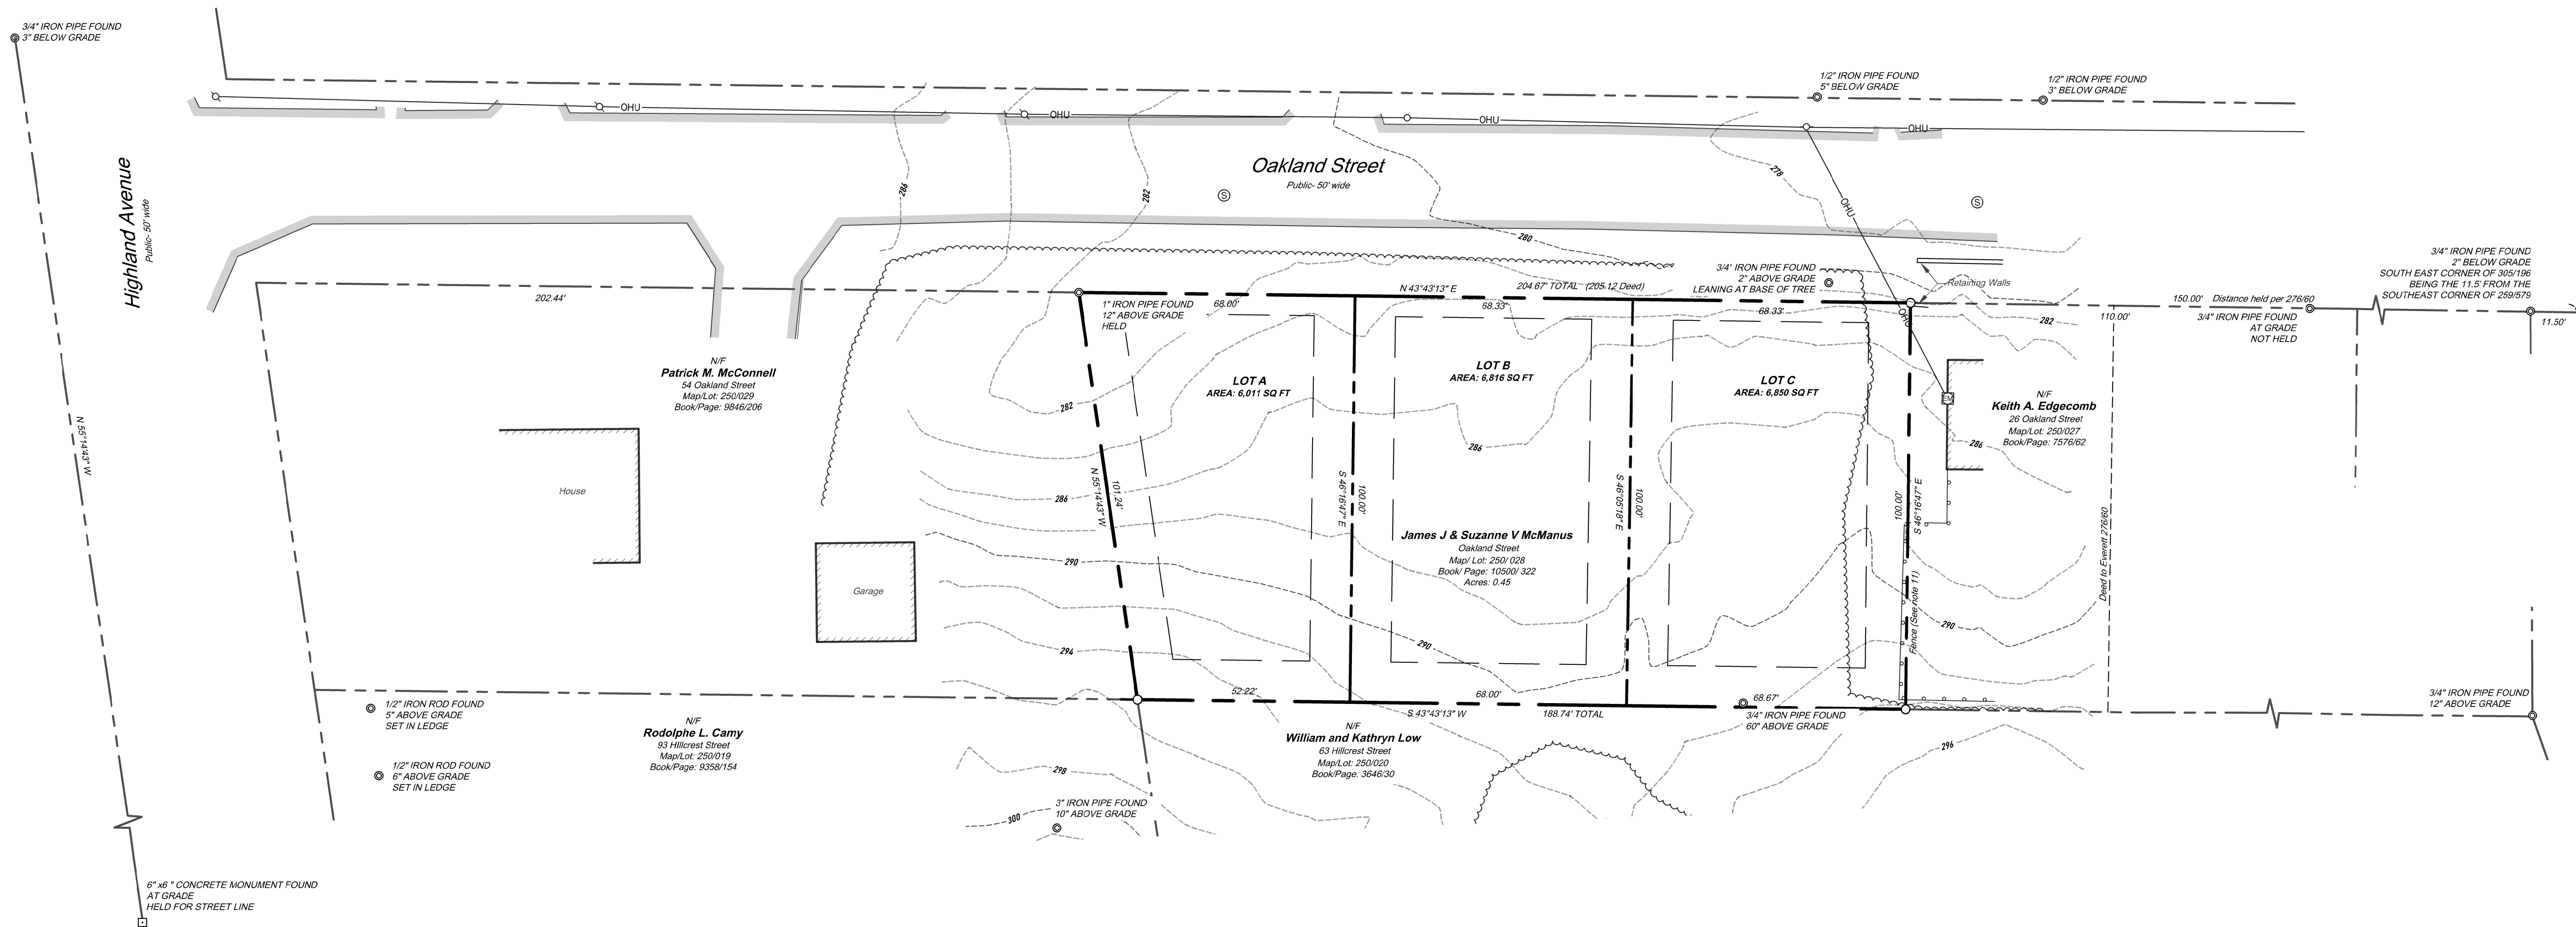 3/4" IRON PIPE FOUND
3" BELOW GRADE
1/2" IRON PIPE FOUND
5" BELOW GRADE
1/2" IRON PIPE FOUND
3" BELOW GRADE
OHU
OHU
OHU
OHU
Oakland Street
Public- 50' wide
S
S
278
286
282
280
OHU
Highland Avenue
Public- 50' wide
3/4" IRON PIPE FOUND
2" BELOW GRADE
SOUTH EAST CORNER OF 305/196
BEING THE 11.5' FROM THE
SOUTHEAST CORNER OF 259/579
3/4" IRON PIPE FOUND
2" ABOVE GRADE
LEANING AT BASE OF TREE
Retaining Walls
202.44'
1" IRON PIPE FOUND
12" ABOVE GRADE
HELD
68.00'
N 43°43'13" E
204.67' TOTAL (205.12 Deed)
68.33'
68.33'
OHU
150.00'
Distance held per 276/60
110.00'
11.50'
282
3/4" IRON PIPE FOUND
AT GRADE
NOT HELD
N/F
Patrick M. McConnell
54 Oakland Street
Map/Lot: 250/029
Book/Page: 9846/206
LOT A
AREA: 6,011 SQ FT
LOT B
AREA: 6,816 SQ FT
LOT C
AREA: 6,850 SQ FT
EM
N/F
Keith A. Edgecomb
26 Oakland Street
Map/Lot: 250/027
Book/Page: 7576/62
282
286
286
286
N 55°14'43" W
House
N 55°14'43" W
101.24'
S 46°16'47" E
100.00'
S 46°05'18" E
100.00'
100.00'
S 46°16'47" E
James J & Suzanne V McManus
Oakland Street
Map/ Lot: 250/ 028
Book/ Page: 10500/ 322
Acres: 0.45
290
Garage
Fence (See note 11)
Deed to Everett 276/60
290
290
294
52.22'
68.00'
68.67'
S 43°43'13" W
188.74' TOTAL
3/4" IRON PIPE FOUND
60" ABOVE GRADE
3/4" IRON PIPE FOUND
12" ABOVE GRADE
1/2" IRON ROD FOUND
5" ABOVE GRADE
SET IN LEDGE
N/F
Rodolphe L. Camy
93 HIllcrest Street
Map/Lot: 250/019
Book/Page: 9358/154
N/F
William and Kathryn Low
63 Hillcrest Street
Map/Lot: 250/020
Book/Page: 3646/30
296
1/2" IRON ROD FOUND
6" ABOVE GRADE
SET IN LEDGE
298
3" IRON PIPE FOUND
10" ABOVE GRADE
300
6" x6 " CONCRETE MONUMENT FOUND
AT GRADE
HELD FOR STREET LINE